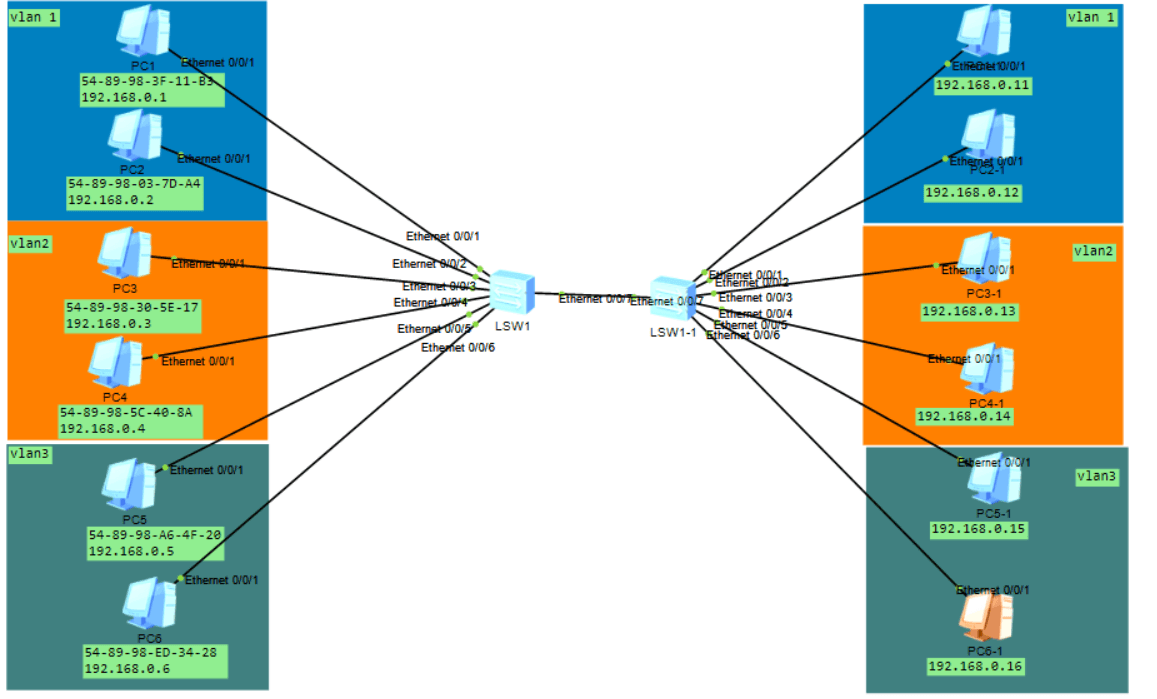 vlan 1
PC1
Ethernet 0/0/1
54-89-98-3F-11-B3
192.168.0.1
PC2
Ethernet 0/0/1
54-89-98-03-7D-A4
192.168.0.2
vlan2
PC3
Ethernet 0/0/1
54-89-98-30-5E-17
192.168.0.3
PC4
Ethernet 0/0/1
54-89-98-5C-40-8A
192.168.0.4
vlan3
PC5
Ethernet 0/0/1
54-89-98-A6-4F-20
192.168.0.5
PC6
Ethernet 0/0/1
54-89-98-ED-34-28
192.168.0.6
Ethernet 0/0/1
Ethernet 0/0/2
Ethernet 0/0/3
Ethernet 0/0/4
Ethernet 0/0/5
Ethernet 0/0/6
LSW1
Ethernet 0/0/7
Ethernet 0/0/7
LSW1-1
Ethernet 0/0/1
Ethernet 0/0/2
Ethernet 0/0/3
Ethernet 0/0/4
Ethernet 0/0/5
Ethernet 0/0/6
vlan 1
Ethernet 0/0/1
192.168.0.11
Ethernet 0/0/1
PC2-1
192.168.0.12
vlan2
Ethernet 0/0/1
PC3-1
192.168.0.13
Ethernet 0/0/1
PC4-1
192.168.0.14
vlan3
Ethernet 0/0/1
PC5-1
192.168.0.15
Ethernet 0/0/1
PC6-1
192.168.0.16